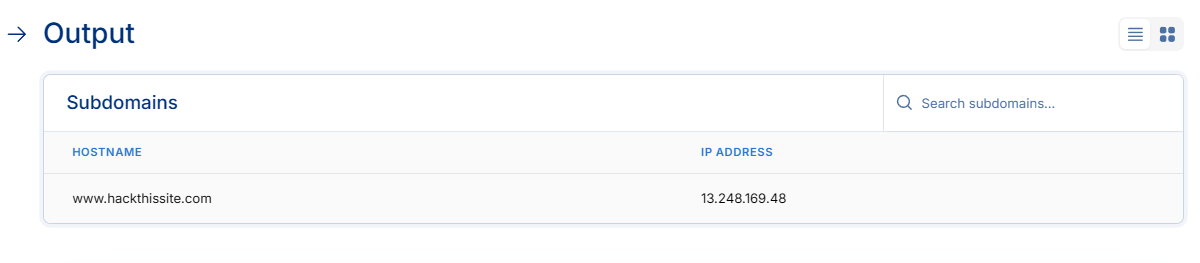 Output
Subdomains
Search subdomains...
HOSTNAME IP ADDRESS
www.hackthissite.com 13.248.169.48